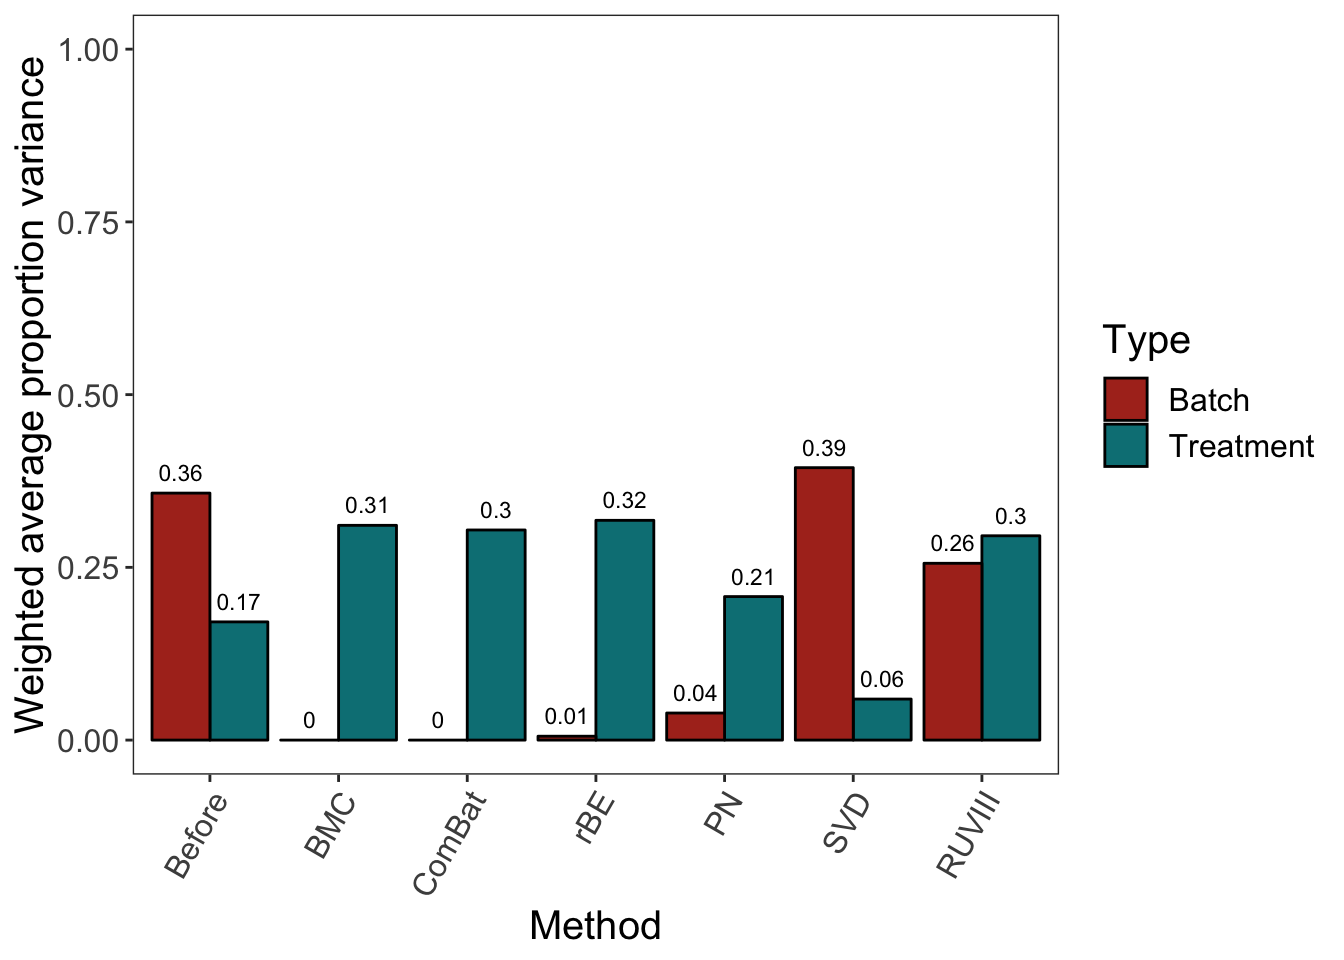 Weighted average proportion variance
1.00
0.75
0.50
0.25
0.00
0.36
0.17
0
0.31
0
0.3
0.01
0.32
0.04
0.21
0.39
0.06
0.26
0.3
Before
BMC
ComBat
rBE
PN
SVD
RUVIII
Method
Type
Batch
Treatment